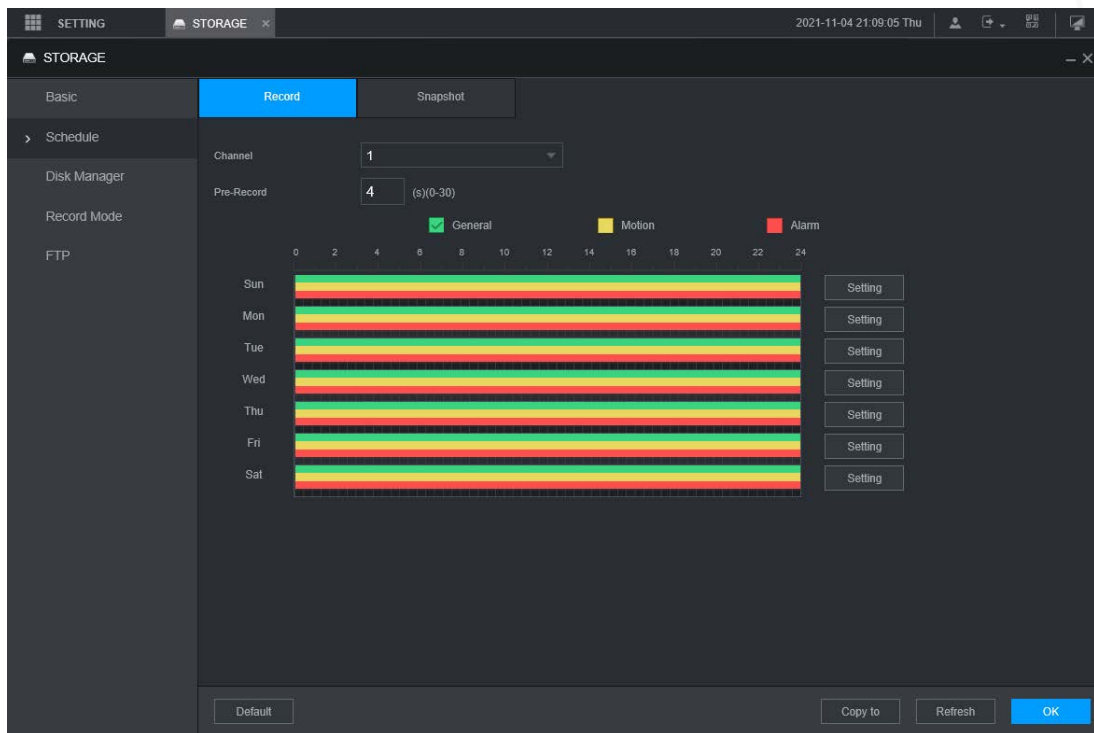 SETTING STORAGE × 2021-11-04 21:09:05 Thu
STORAGE
Basic Record Snapshot
Schedule
Channel 1
Disk Manager
Pre-Record 4 (s)(0-30)
Record Mode
General Motion Alarm
FTP
0 2 4 6 8 10 12 14 16 18 20 22 24
Sun Setting
Mon Setting
Tue Setting
Wed Setting
Thu Setting
Fri Setting
Sat Setting
Default Copy to Refresh OK